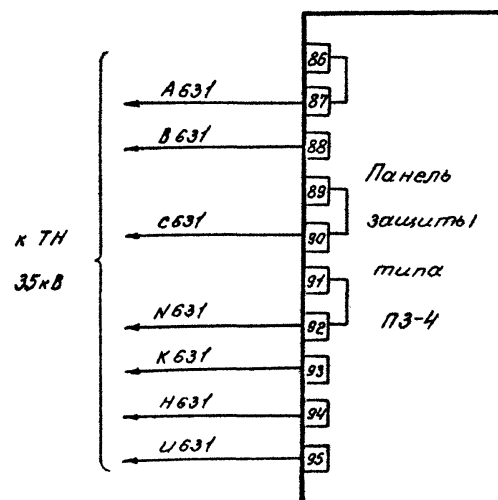 86
А631
87
В631
88
89
С631
90
91
N631
92
К631
93
Н631
94
И631
95
к ТН
35кВ
Панель
защиты
типа
ПЗ-4